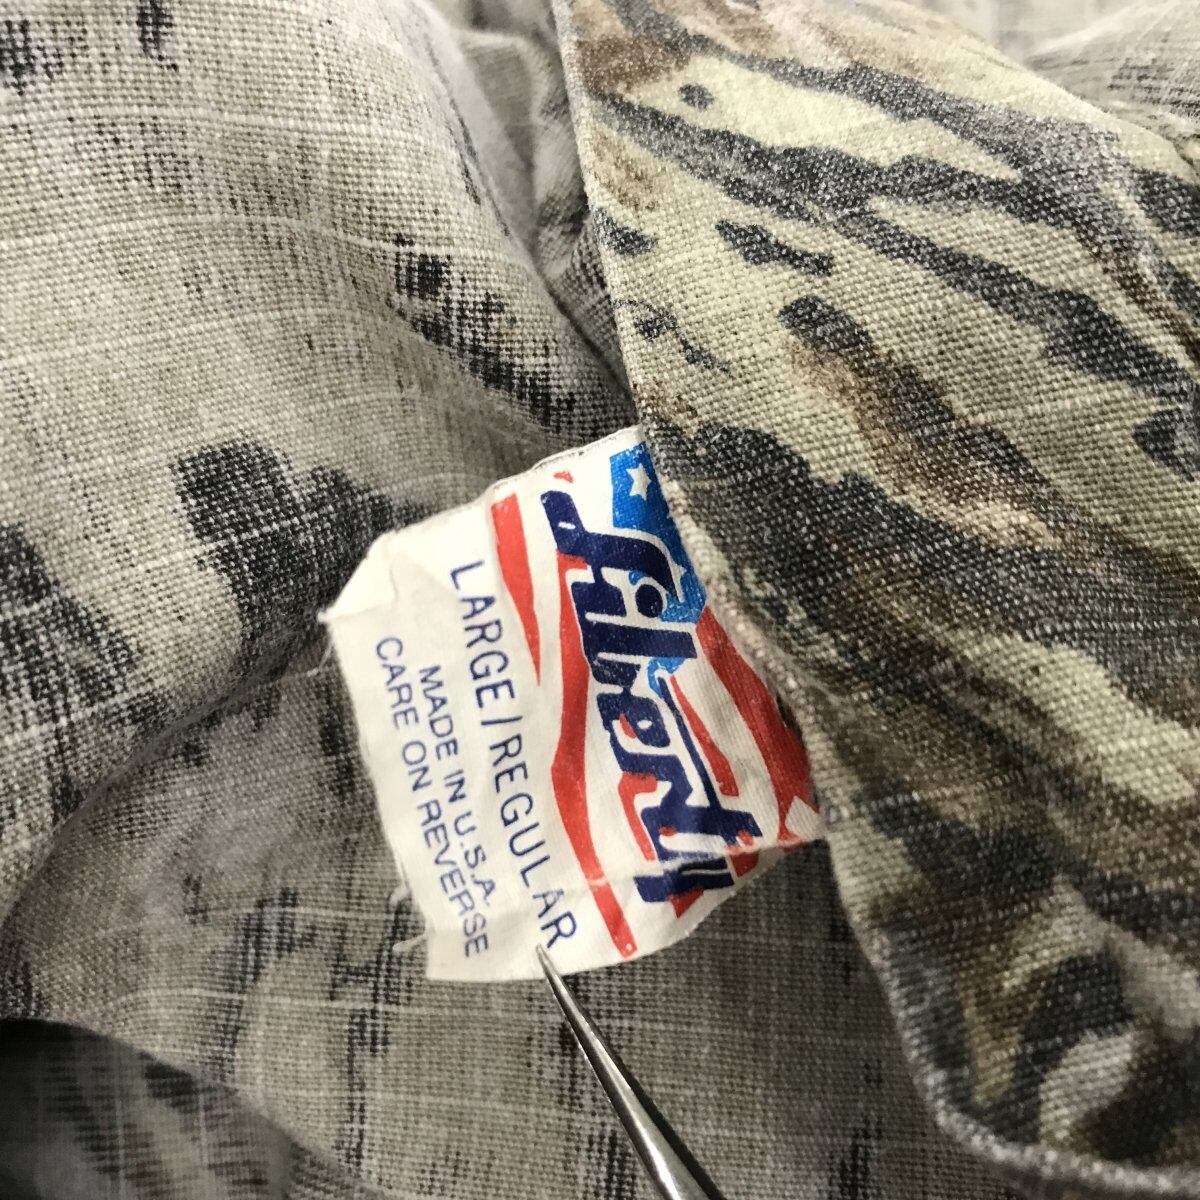 Liberty
LARGE/REGULAR
MADE IN U.S.A.
CARE ON REVERSE